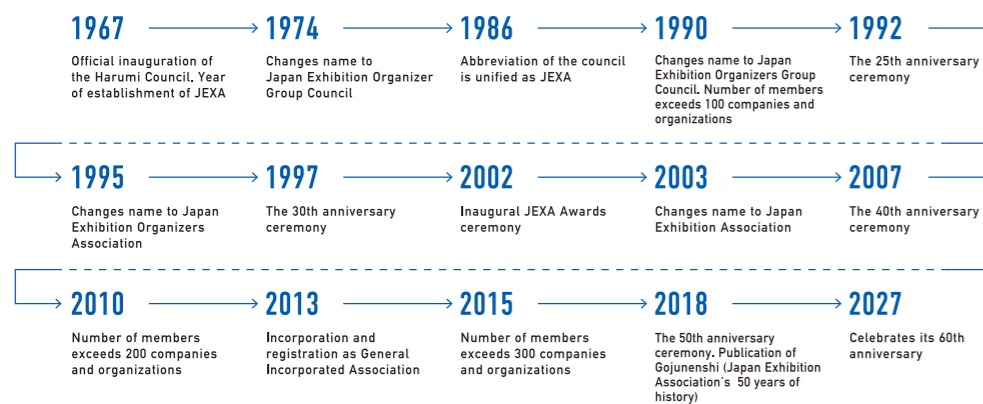 1967
Official inauguration of
the Harumi Council. Year
of establishment of JEXA
1974
Changes name to
Japan Exhibition Organizer
Group Council
1986
Abbreviation of the council
is unified as JEXA
1990
Changes name to Japan
Exhibition Organizers Group
Council. Number of members
exceeds 100 companies and
organizations
1992
The 25th anniversary
ceremony
1995
Changes name to Japan
Exhibition Organizers
Association
1997
The 30th anniversary
ceremony
2002
Inaugural JEXA Awards
ceremony
2003
Changes name to Japan
Exhibition Association
2007
The 40th anniversary
ceremony
2010
Number of members
exceeds 200 companies
and organizations
2013
Incorporation and
registration as General
Incorporated Association
2015
Number of members
exceeds 300 companies
and organizations
2018
The 50th anniversary
ceremony. Publication of
Gojunenshi (Japan Exhibition
Association's 50 years of
history)
2027
Celebrates its 60th
anniversary